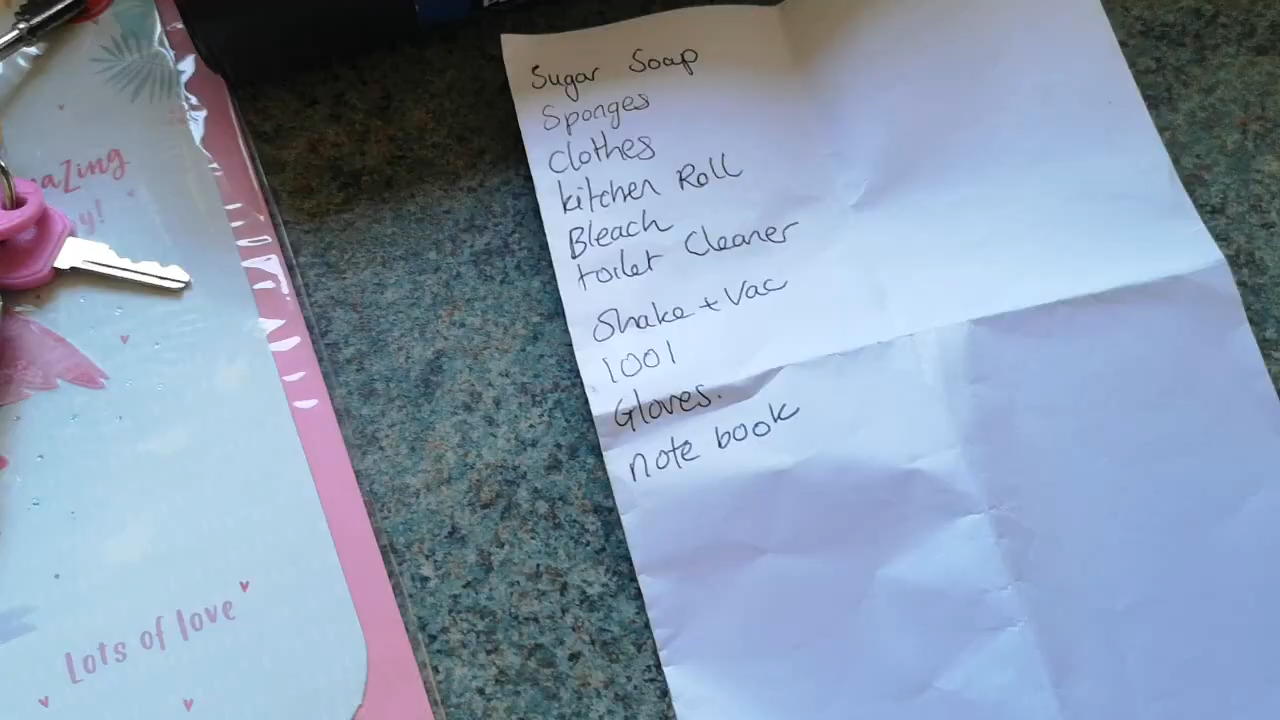 Sugar Soap
Sponges
Clothes
kitchen Roll
Bleach
toilet Cleaner
Shake + Vac
1001
Gloves.
note book
Lots of love